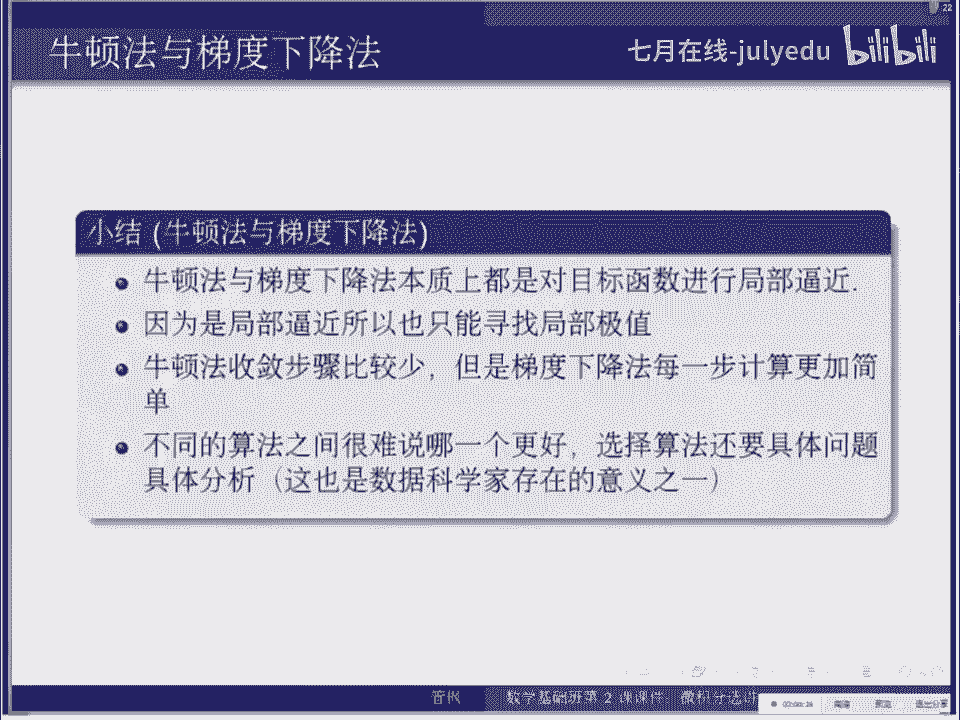 22
牛顿法与梯度下降法
七月在线-julyedu bilibili
小结 (牛顿法与梯度下降法)
牛顿法与梯度下降法本质上都是对目标函数进行局部逼近.
因为是局部逼近所以也只能寻找局部极值
牛顿法收敛步骤比较少，但是梯度下降法每一步计算更加简
单
不同的算法之间很难说哪一个更好，选择算法还要具体问题
具体分析（这也是数据科学家存在的意义之一）
数学基础班第 2 课课件